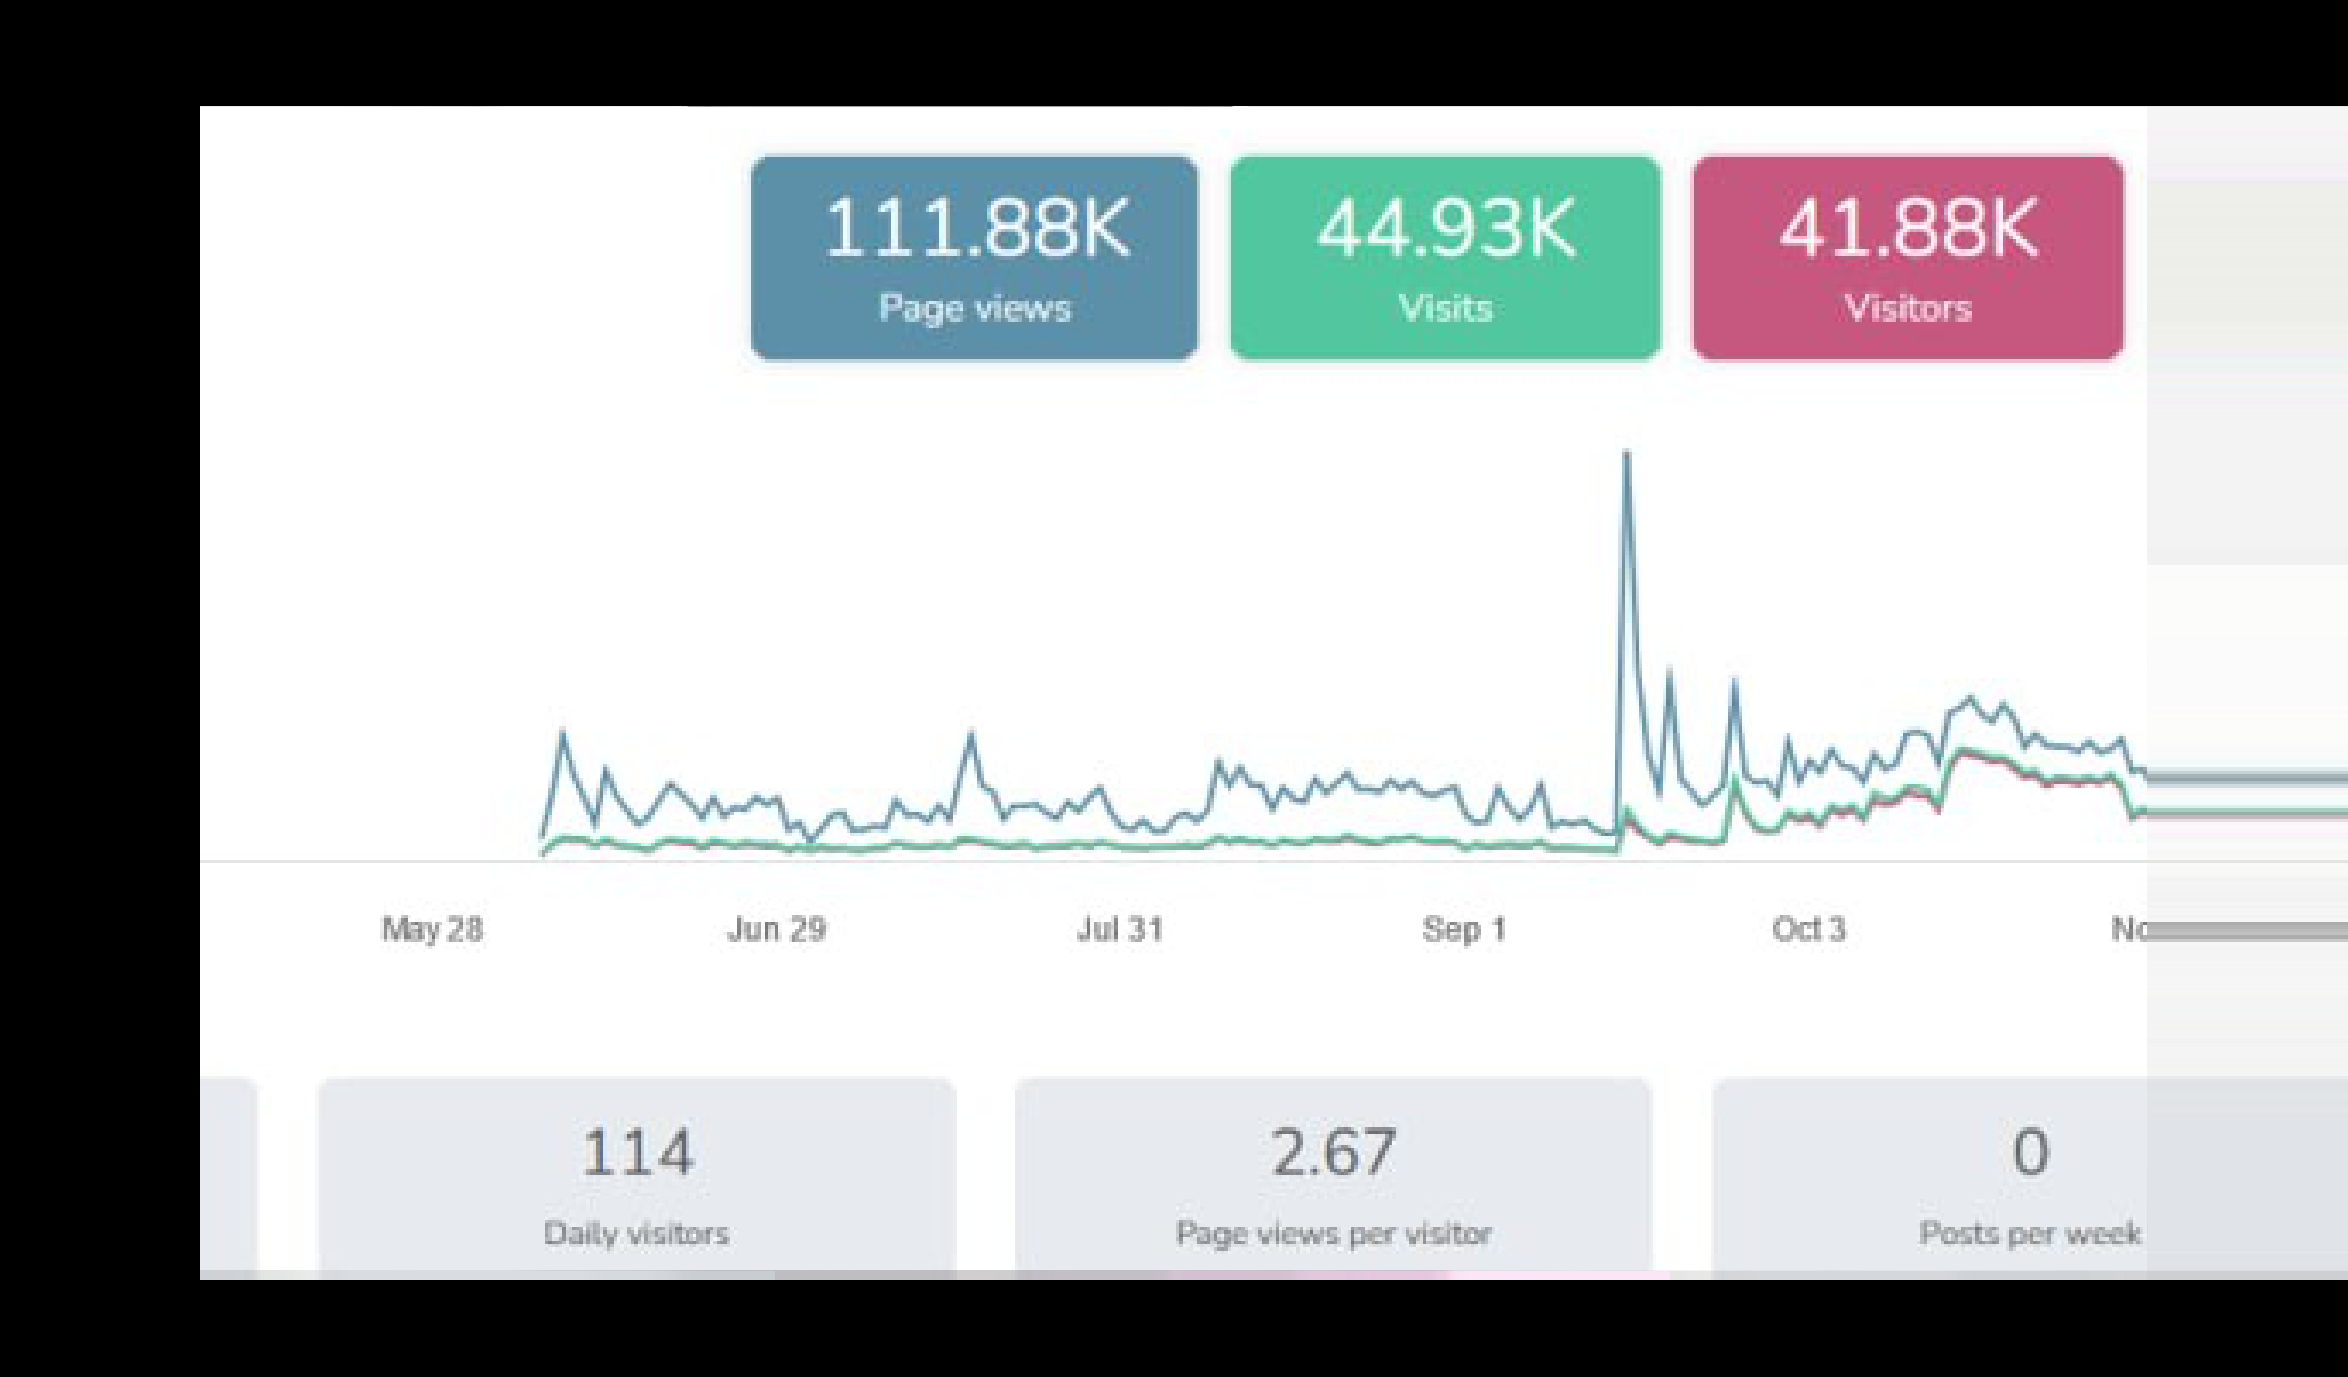 111.88K 44.93K 41.88K
Page views Visits Visitors
May 28 Jun 29 Jul 31 Sep 1 Oct 3 No
114 2.67 0
Daily visitors Page views per visitor Posts per week